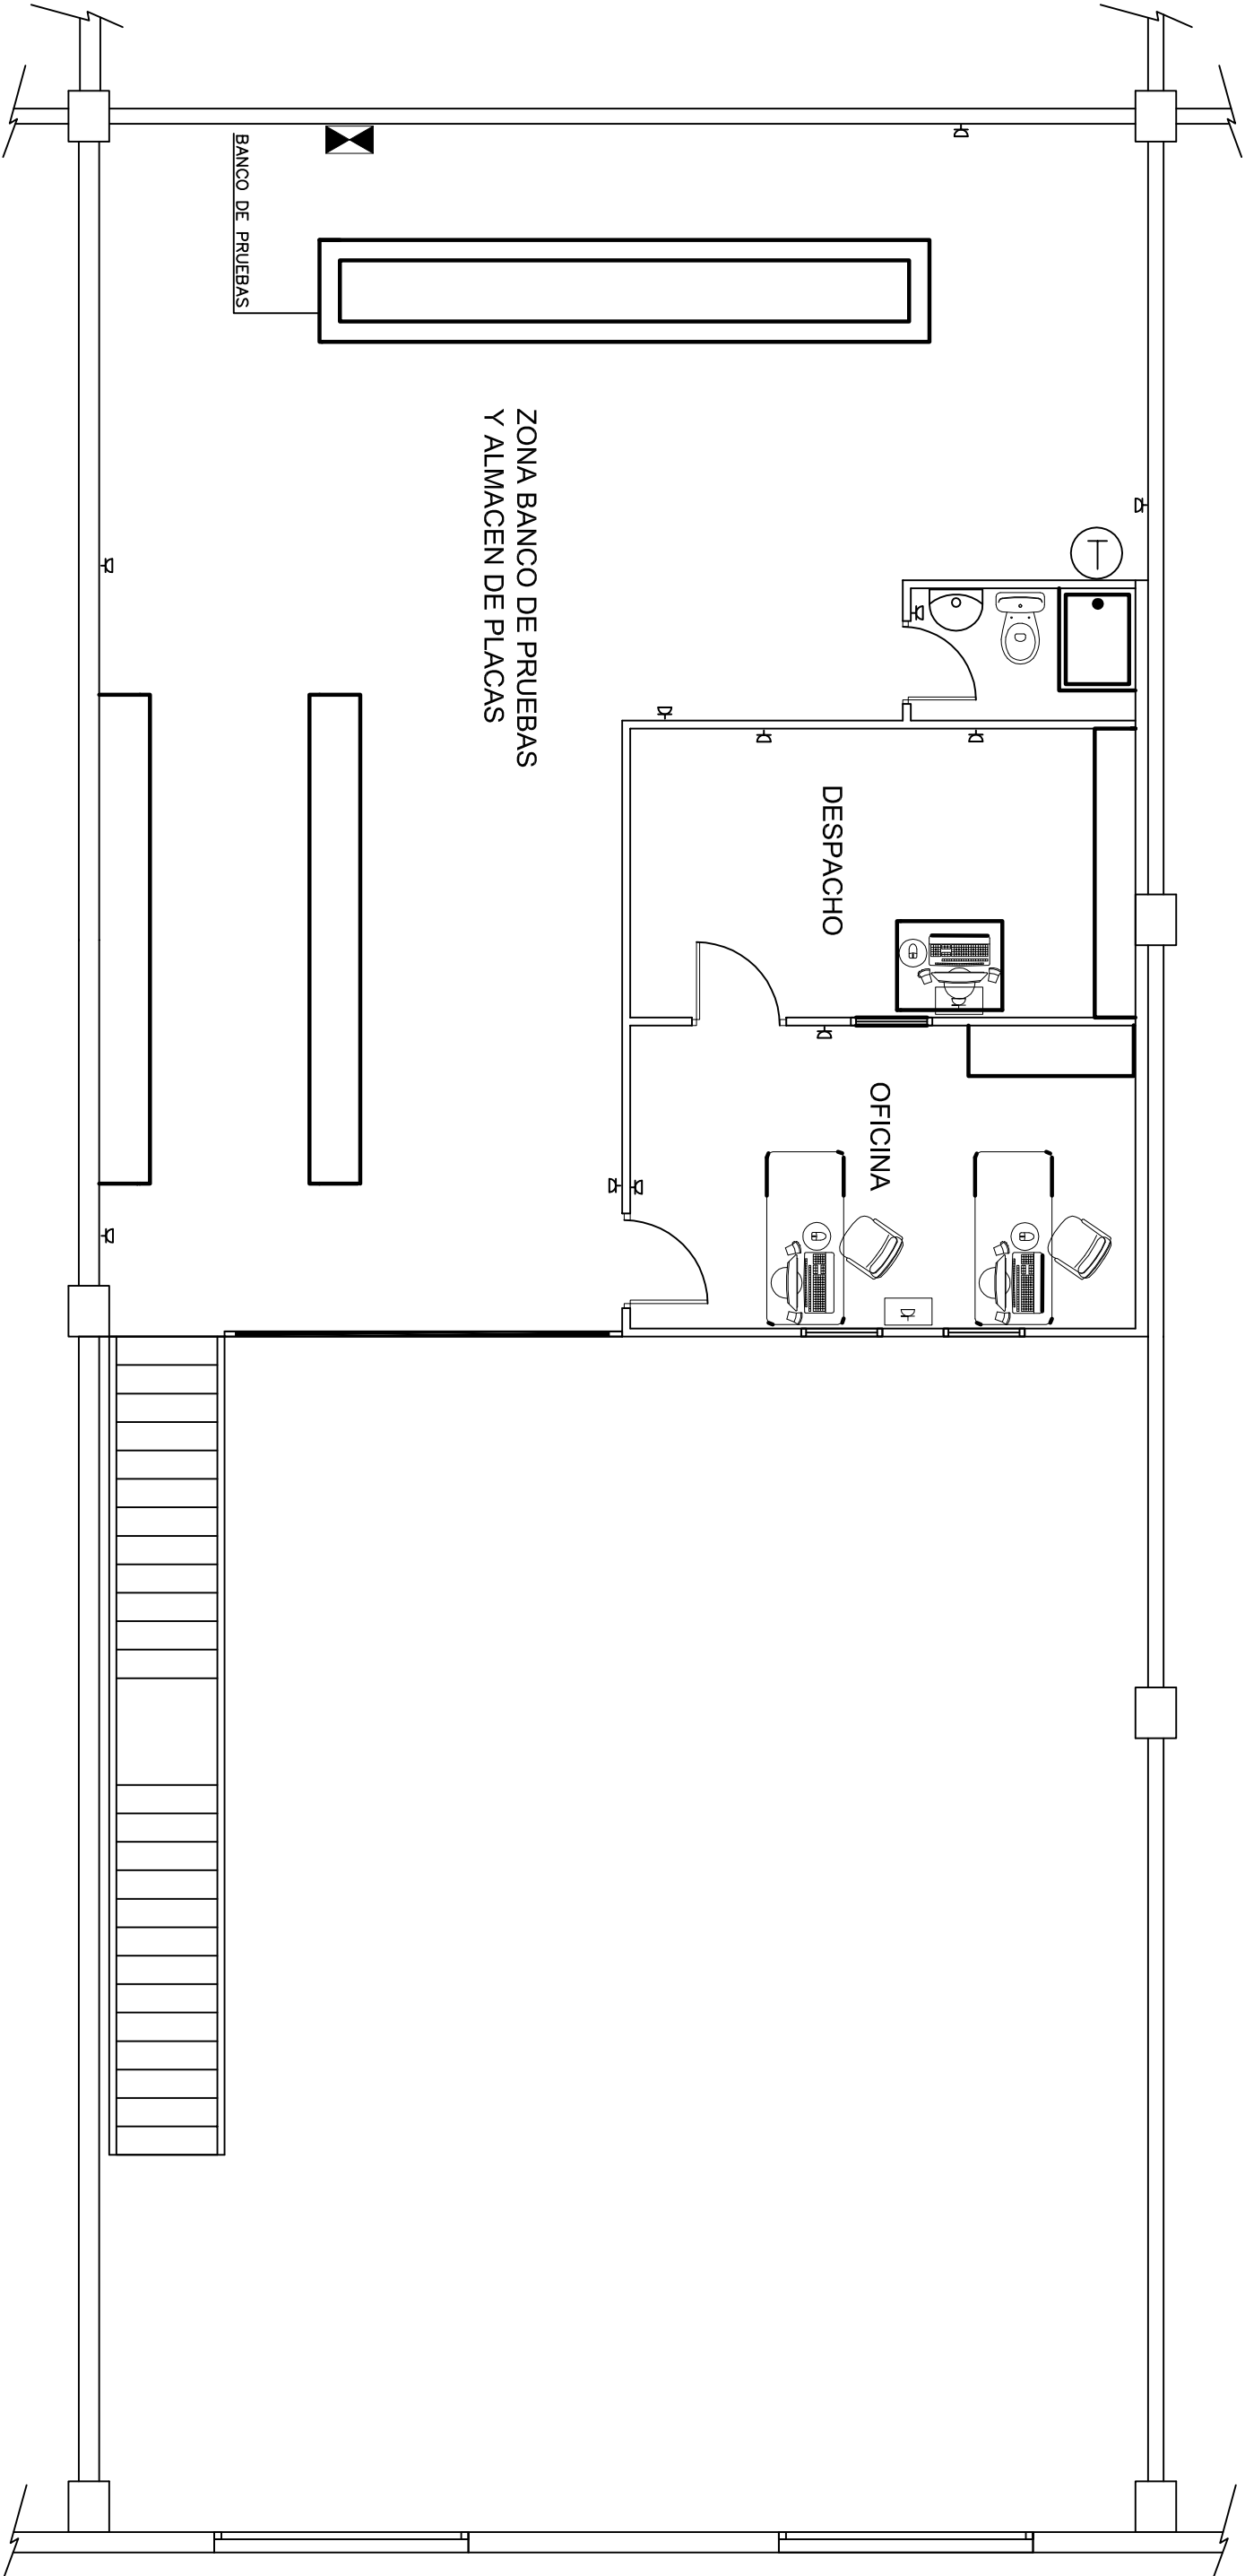 BANCO DE PRUEBAS
ZONA BANCO DE PRUEBAS
Y ALMACEN DE PLACAS
T
DESPACHO
OFICINA